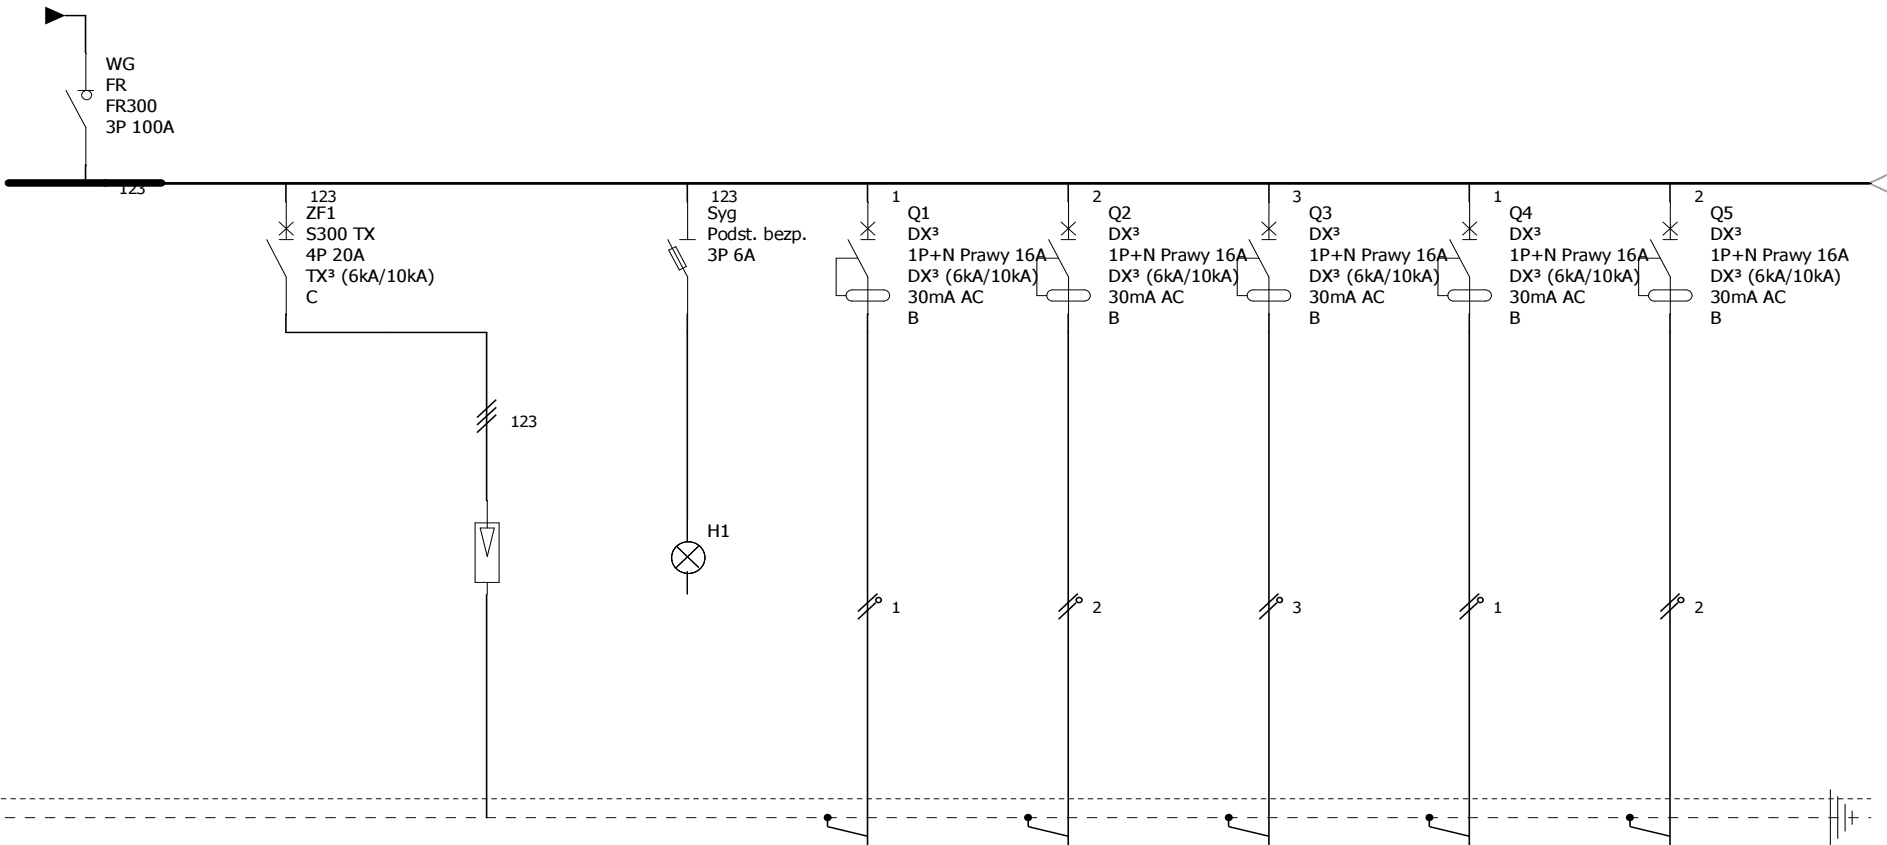 WG
FR
FR300
3P 100A
123
123
ZF1
S300 TX
4P 20A
TX³ (6kA/10kA)
C
123
123
Syg
Podst. bezp.
3P 6A
H1
1
Q1
DX³
1P+N Prawy 16A
DX³ (6kA/10kA)
30mA AC
B
1
2
Q2
DX³
1P+N Prawy 16A
DX³ (6kA/10kA)
30mA AC
B
2
3
Q3
DX³
1P+N Prawy 16A
DX³ (6kA/10kA)
30mA AC
B
3
1
Q4
DX³
1P+N Prawy 16A
DX³ (6kA/10kA)
30mA AC
B
1
2
Q5
DX³
1P+N Prawy 16A
DX³ (6kA/10kA)
30mA AC
B
2